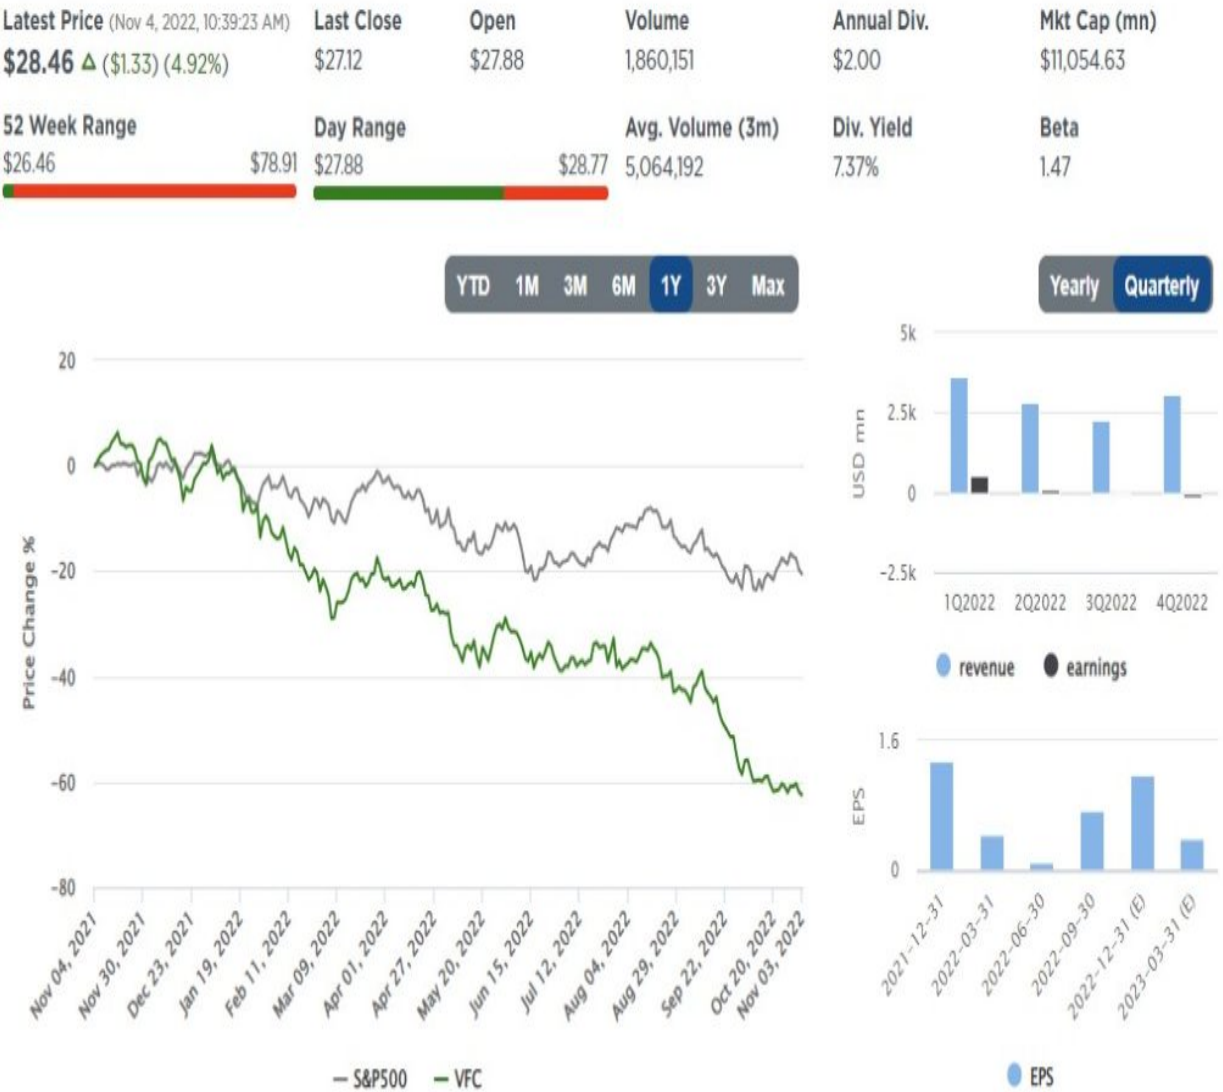 Latest Price (Nov 4, 2022, 10:39:23 AM) Last Close Open Volume Annual Div. Mkt Cap (mn)
$28.46 △ ($1.33) (4.92%) $27.12 $27.88 1,860,151 $2.00 $11,054.63
52 Week Range Day Range Avg. Volume (3m) Div. Yield Beta
$26.46 $78.91 $27.88 $28.77 5,064,192 7.37% 1.47
YTD 1M 3M 6M 1Y 3Y Max
Price Change %
20
0
-20
-40
-60
-80
Nov 04, 2021 Nov 30, 2021 Dec 23, 2021 Jan 19, 2022 Feb 11, 2022 Mar 09, 2022 Apr 01, 2022 Apr 27, 2022 May 20, 2022 Jun 15, 2022 Jul 12, 2022 Aug 04, 2022 Aug 29, 2022 Sep 22, 2022 Oct 20, 2022 Nov 03, 2022
S&P500 VFC
Yearly Quarterly
USD mn
5k
2.5k
0
-2.5k
1Q2022 2Q2022 3Q2022 4Q2022
revenue earnings
EPS
1.6
0
2021-12-31 2022-03-31 2022-06-30 2022-09-30 2022-12-31 (E) 2023-03-31 (E)
EPS